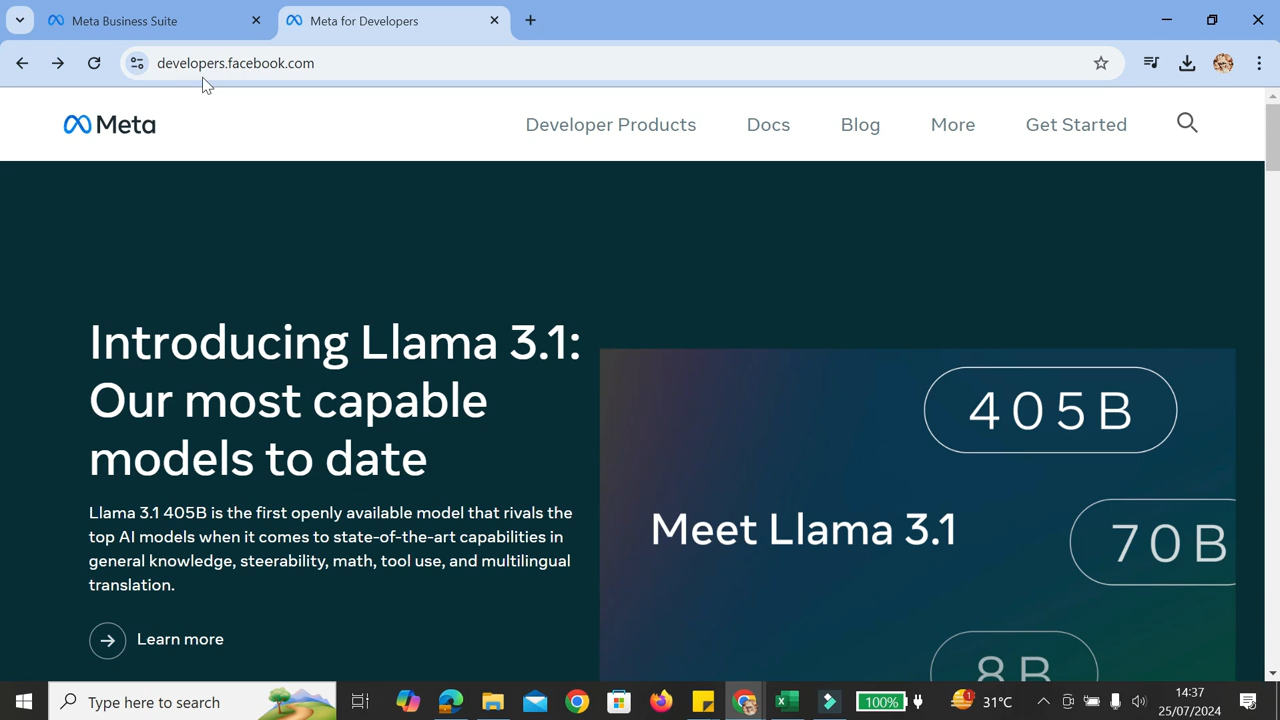 Meta Business Suite
Meta for Developers
developers.facebook.com
Meta
Developer Products
Docs
Blog
More
Get Started
Introducing Llama 3.1:
Our most capable
models to date
Llama 3.1 405B is the first openly available model that rivals the
top AI models when it comes to state-of-the-art capabilities in
general knowledge, steerability, math, tool use, and multilingual
translation.
Learn more
405B
Meet Llama 3.1
70B
8B
Type here to search
100%
1
31°C
14:37
25/07/2024